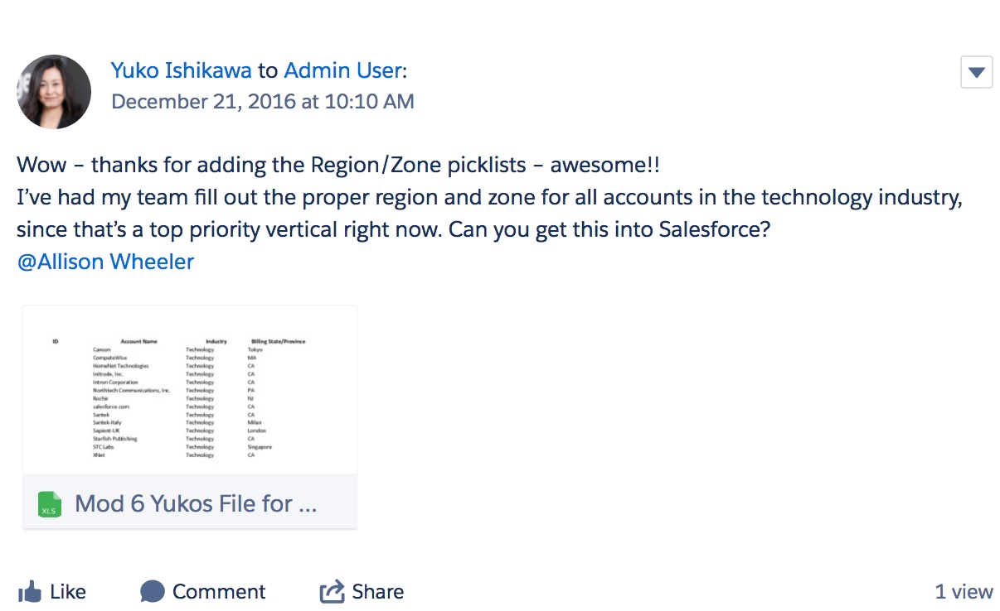 Yuko Ishikawa to Admin User:
December 21, 2016 at 10:10 AM
Wow – thanks for adding the Region/Zone picklists – awesome!!
I’ve had my team fill out the proper region and zone for all accounts in the technology industry,
since that’s a top priority vertical right now. Can you get this into Salesforce?
@Allison Wheeler
ID Account Name Industry Billing State/Province
Canson Technology Tokyo
ComputeWise Technology MA
HomeNet Technologies Technology CA
Initrode, Inc. Technology CA
Intron Corporation Technology CA
Northtech Communications, Inc. Technology PA
Rochir Technology NJ
salesforce.com Technology CA
Santek Technology CA
Santek-Italy Technology Milan
Sapient-UK Technology London
Starfish Publishing Technology CA
STC Labs Technology Singapore
XNet Technology CA
XLS Mod 6 Yukos File for ...
Like Comment Share 1 view